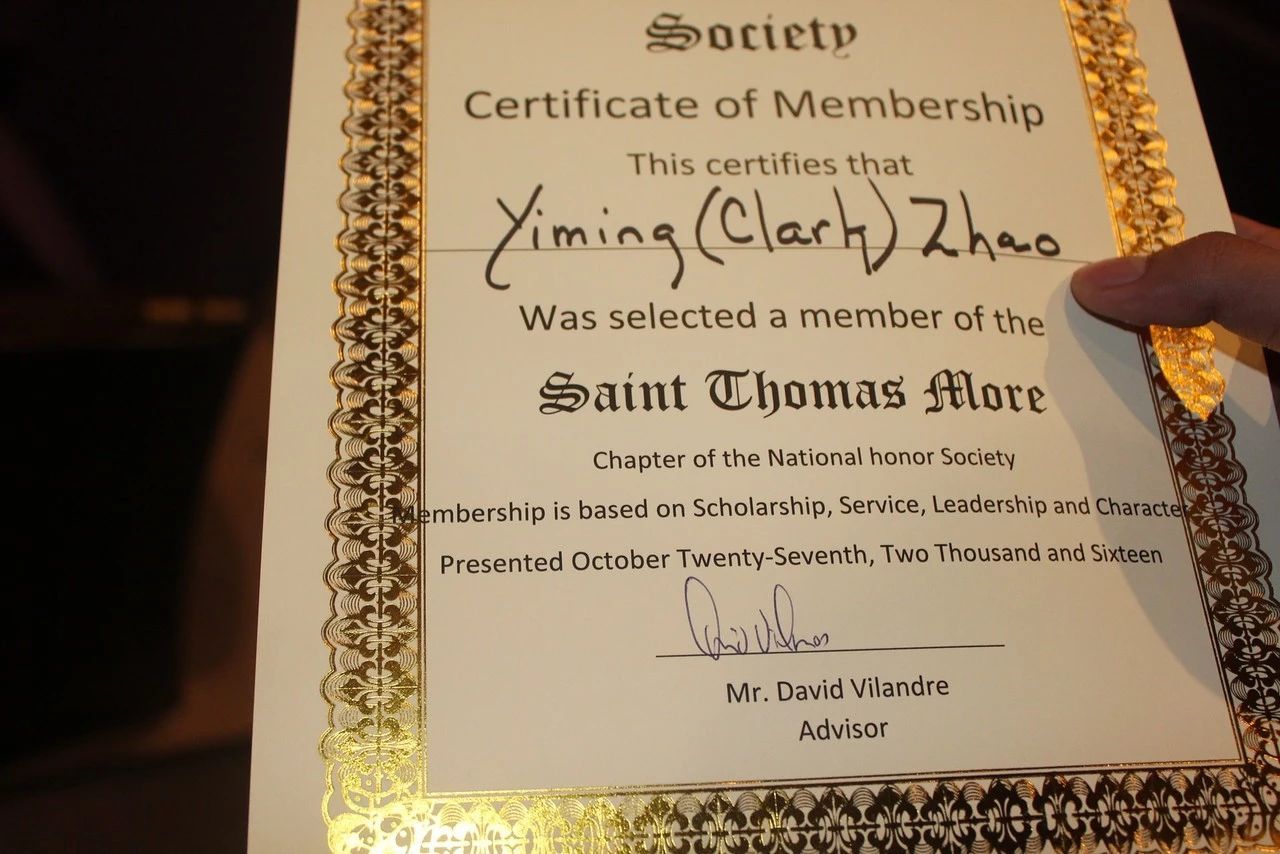 Society
Certificate of Membership
This certifies that
Yiming (Clark) Zhao
Was selected a member of the
Saint Thomas More
Chapter of the National honor Society
Membership is based on Scholarship, Service, Leadership and Character
Presented October Twenty-Seventh, Two Thousand and Sixteen
Mr. David Vilandre
Advisor